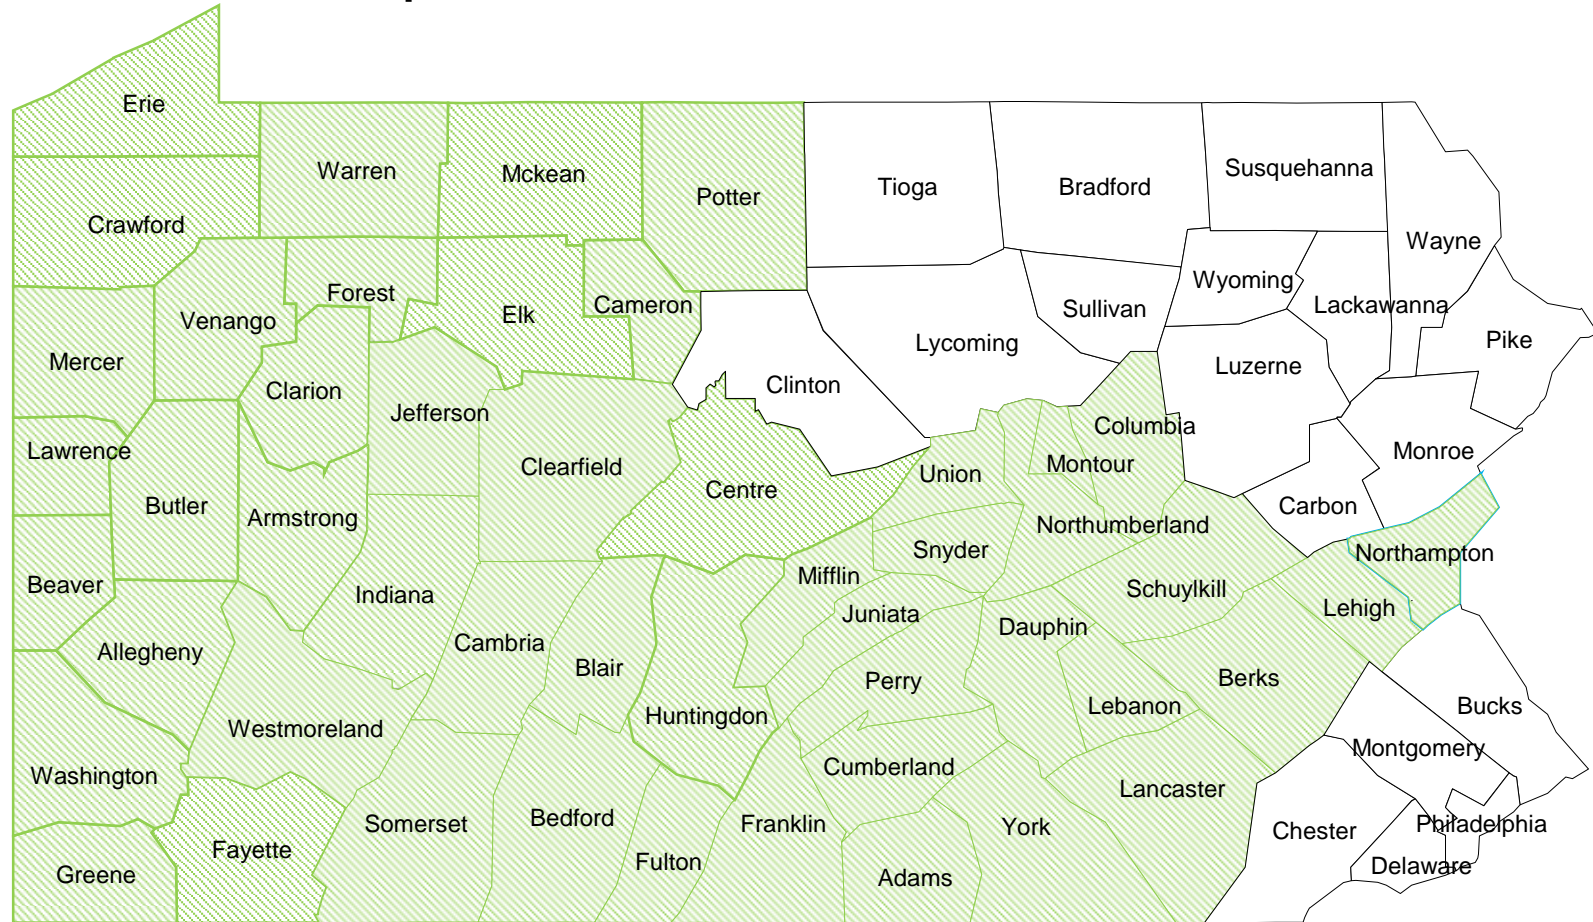 Erie
Warren
Mckean
Potter
Tioga
Bradford
Susquehanna
Crawford
Wayne
Forest
Cameron
Wyoming
Lackawanna
Venango
Elk
Sullivan
Mercer
Lycoming
Pike
Clarion
Clinton
Luzerne
Jefferson
Columbia
Lawrence
Clearfield
Union
Montour
Monroe
Butler
Armstrong
Centre
Carbon
Northumberland
Snyder
Northampton
Beaver
Indiana
Mifflin
Schuylkill
Juniata
Lehigh
Allegheny
Cambria
Dauphin
Blair
Perry
Berks
Westmoreland
Huntingdon
Lebanon
Bucks
Washington
Cumberland
Montgomery
Lancaster
Somerset
Bedford
Franklin
York
Chester
Philadelphia
Greene
Fayette
Fulton
Adams
Delaware